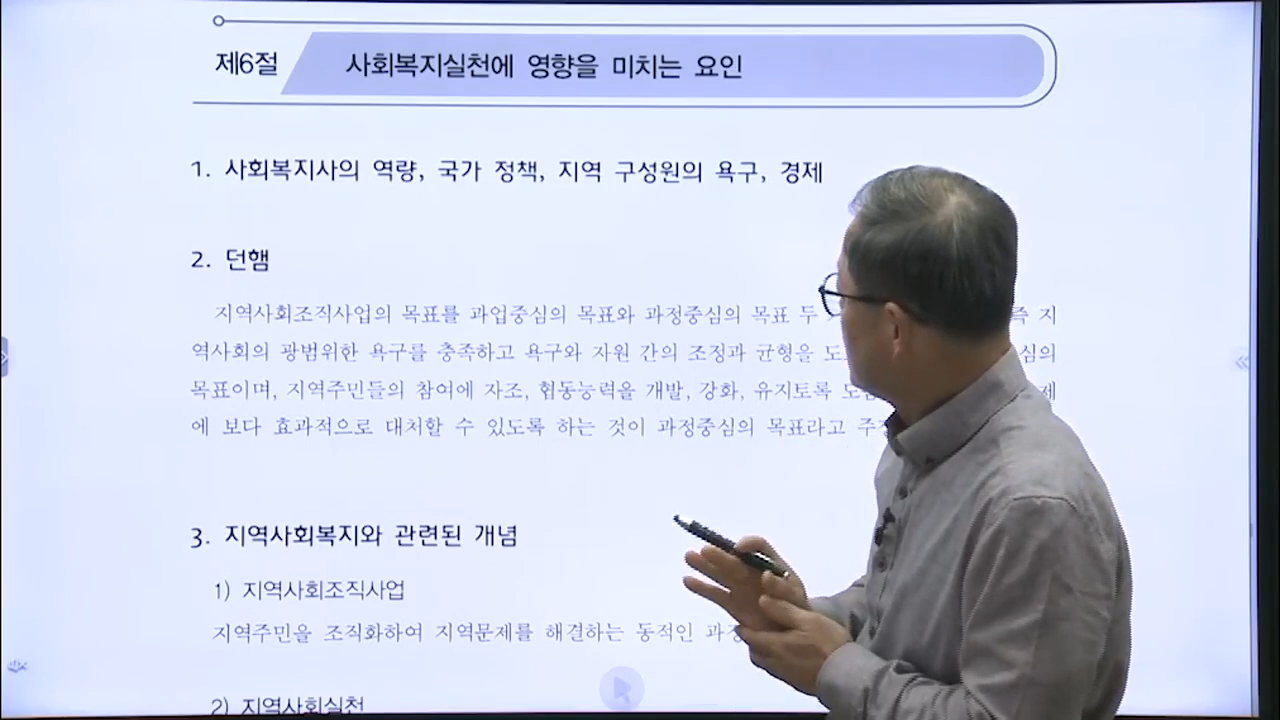 제6절 사회복지실천에 영향을 미치는 요인
1. 사회복지사의 역량, 국가 정책, 지역 구성원의 욕구, 경제
2. 던햄
지역사회조직사업의 목표를 과업중심의 목표와 과정중심의 목표 두 즉 지
역사회의 광범위한 욕구를 충족하고 욕구와 자원 간의 조정과 균형을 심의
목표이며, 지역주민들의 참여에 자조, 협동능력을 개발, 강화, 유지토록 제
에 보다 효과적으로 대처할 수 있도록 하는 것이 과정중심의 목표라고
3. 지역사회복지와 관련된 개념
1) 지역사회조직사업
지역주민을 조직화하여 지역문제를 해결하는 동적인
2) 지역사회실천